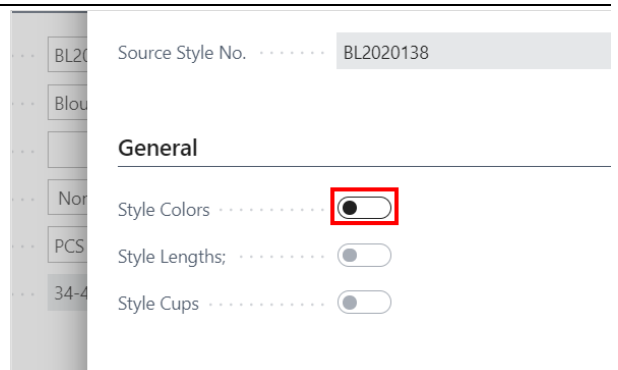 BL20
Source Style No. BL2020138
Blou
General
Nor
Style Colors
PCS
Style Lengths;
34-4
Style Cups